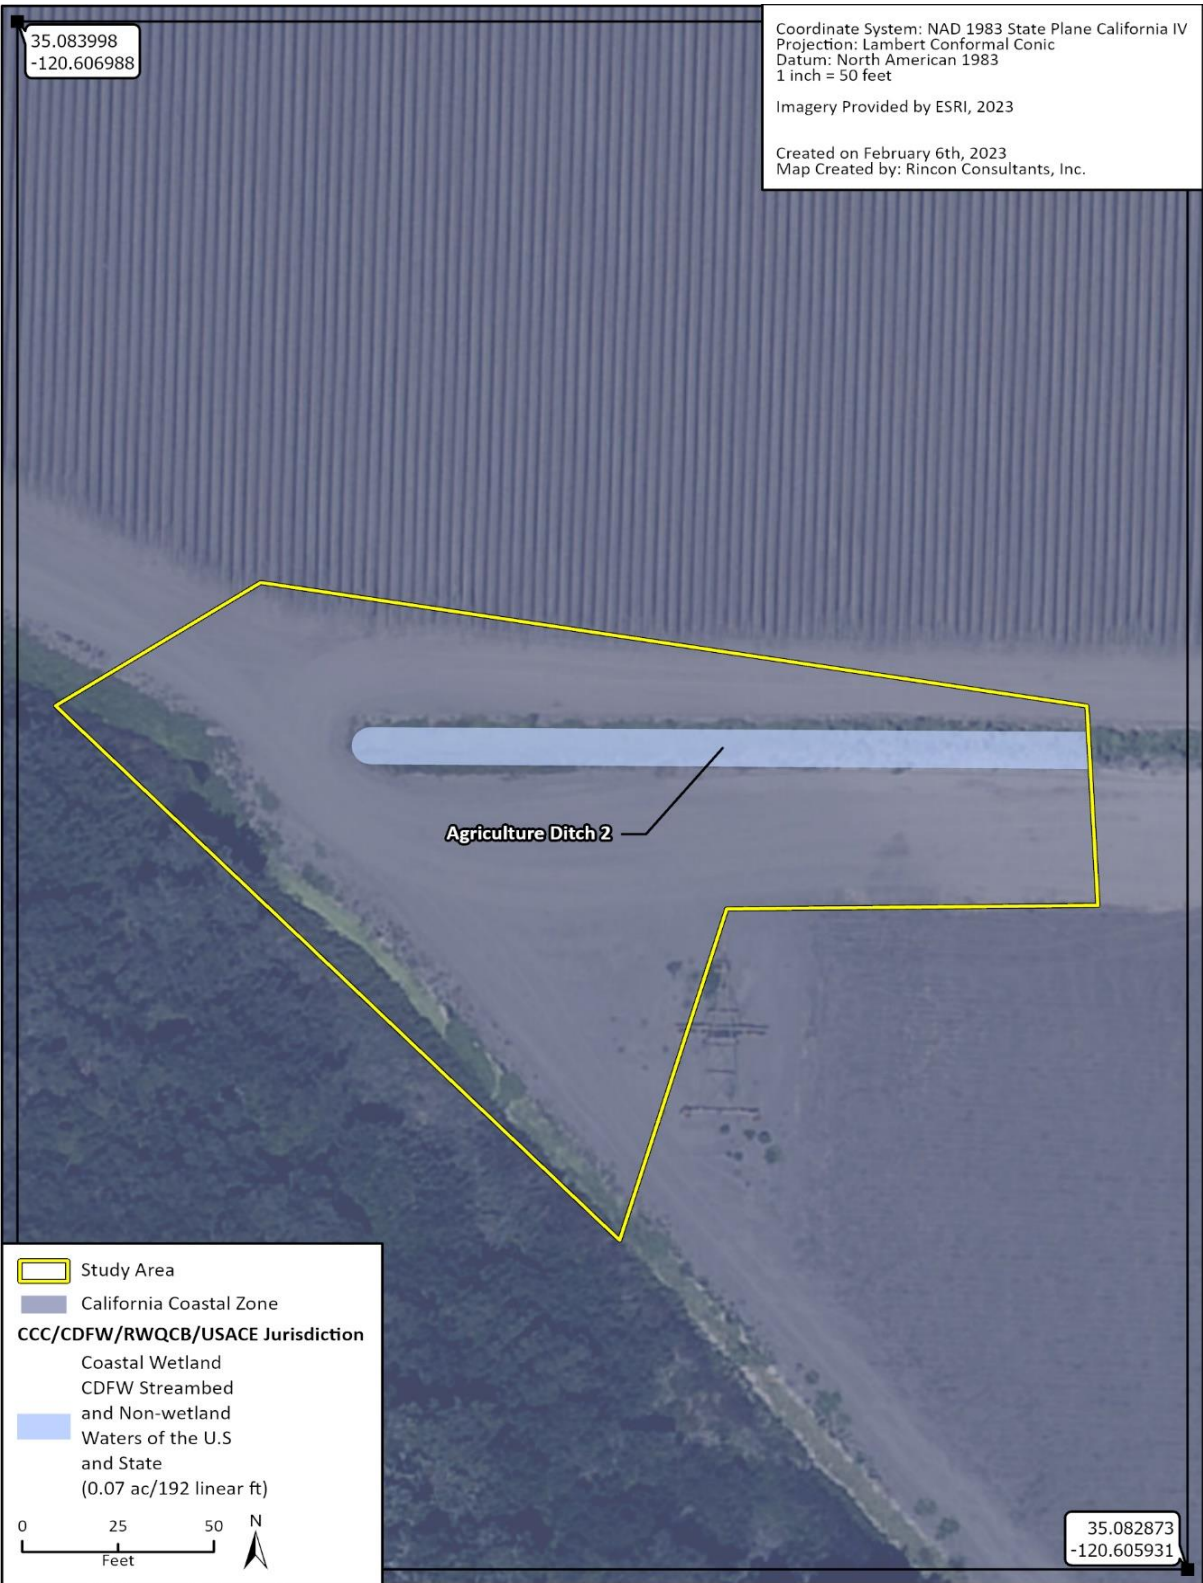 35.083998
-120.606988
Coordinate System: NAD 1983 State Plane California IV
Projection: Lambert Conformal Conic
Datum: North American 1983
1 inch = 50 feet
Imagery Provided by ESRI, 2023
Created on February 6th, 2023
Map Created by: Rincon Consultants, Inc.
Agriculture Ditch 2
Study Area
California Coastal Zone
CCC/CDFW/RWQCB/USACE Jurisdiction
Coastal Wetland
CDFW Streambed
and Non-wetland
Waters of the U.S
and State
(0.07 ac/192 linear ft)
0 25 50
Feet
N
35.082873
-120.605931